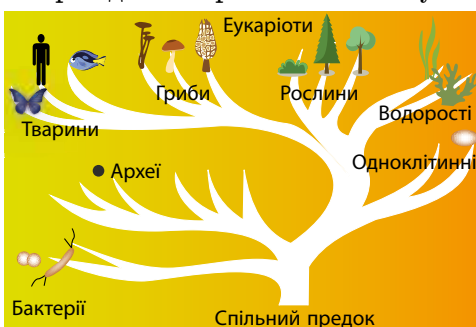 Еукаріоти
Гриби
Рослини
Тварини
Водорості
Одноклітинні
Археї
Бактерії
Спільний предок